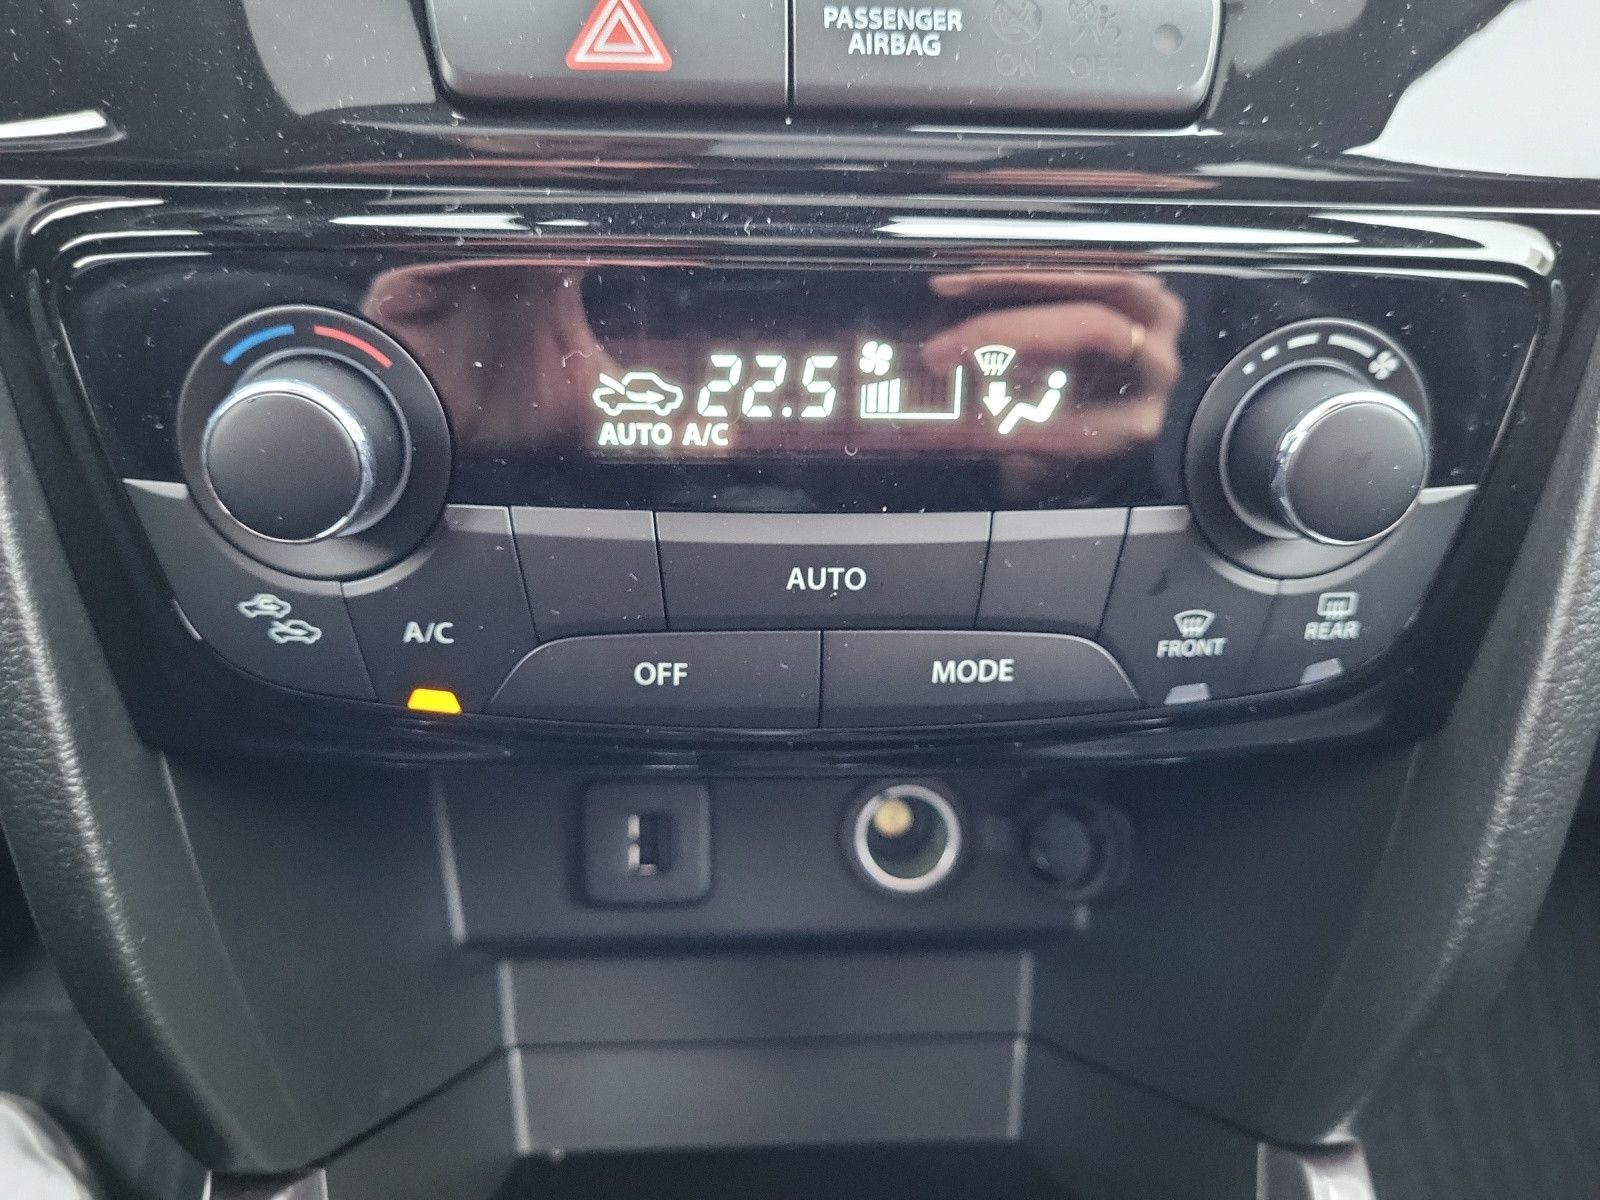 PASSENGER
AIRBAG
ON OFF
22.5
AUTO A/C
AUTO
A/C
OFF
MODE
FRONT
REAR